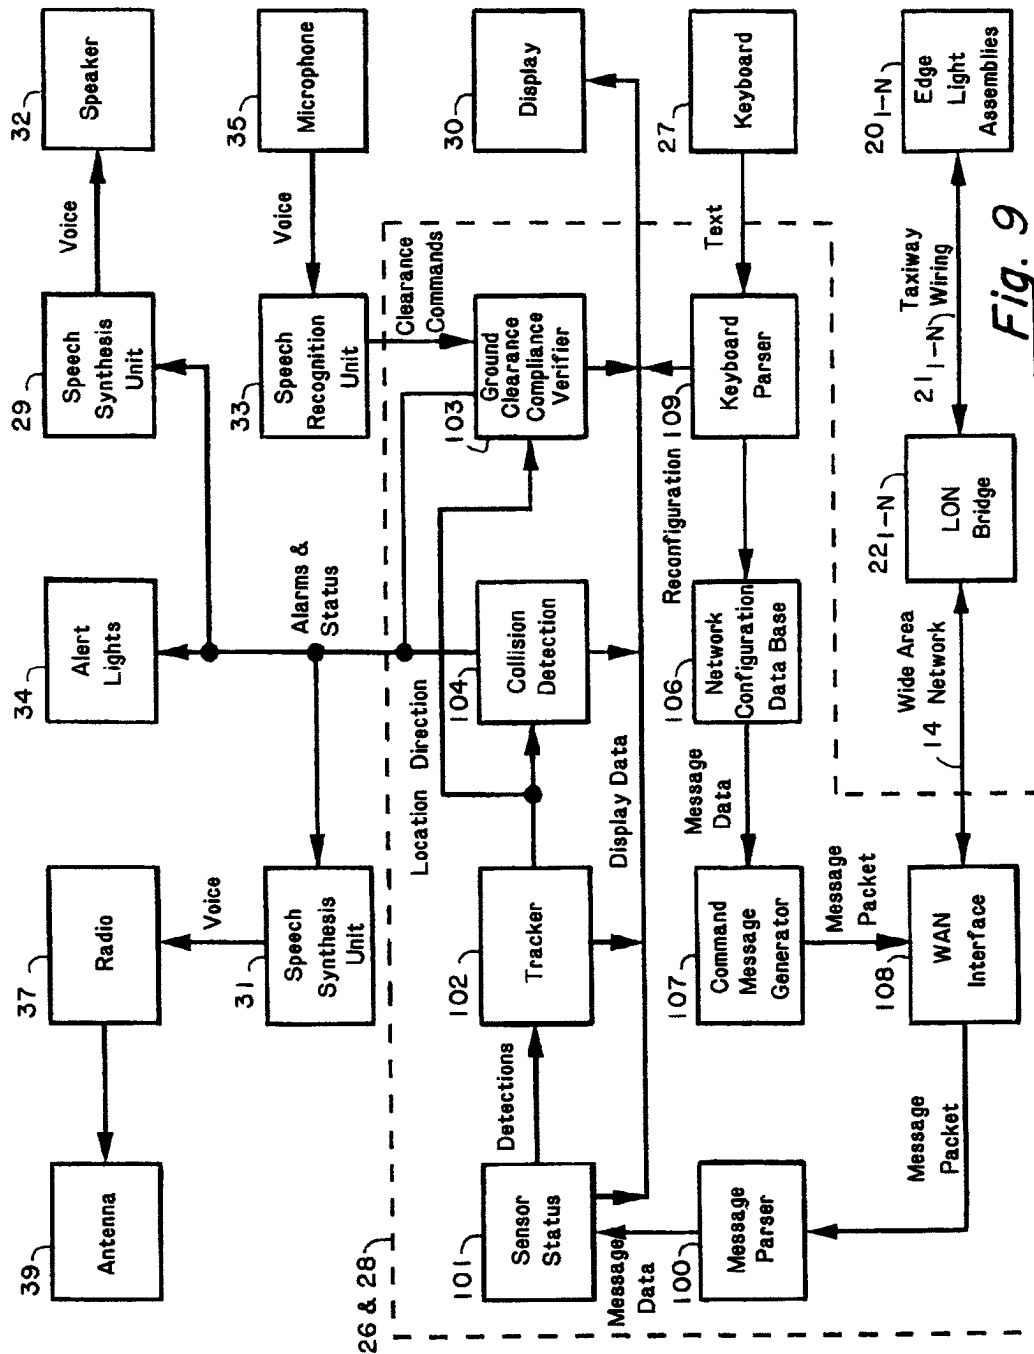 39
Antenna
37
Radio
34
Alert
Lights
29
Speech
Synthesis
Unit
Voice
32
Speaker
31
Speech
Synthesis
Unit
Voice
Alarms &
Status
33
Speech
Recognition
Unit
Voice
35
Microphone
26 & 28
Location
Direction
Clearance
Commands
101
Sensor
Status
Detections
102
Tracker
104
Collision
Detection
103
Ground
Clearance
Compliance
Verifier
30
Display
Message
Data
Display Data
Reconfiguration
100
Message
Parser
107
Command
Message
Generator
Message
Data
106
Network
Configuration
Data Base
109
Keyboard
Parser
Text
27
Keyboard
Message
Packet
Message
Packet
108
WAN
Interface
14
Wide Area
Network
22 1-N
LON
Bridge
21 1-N
Taxiway
Wiring
20 1-N
Edge
Light
Assemblies
Fig. 9